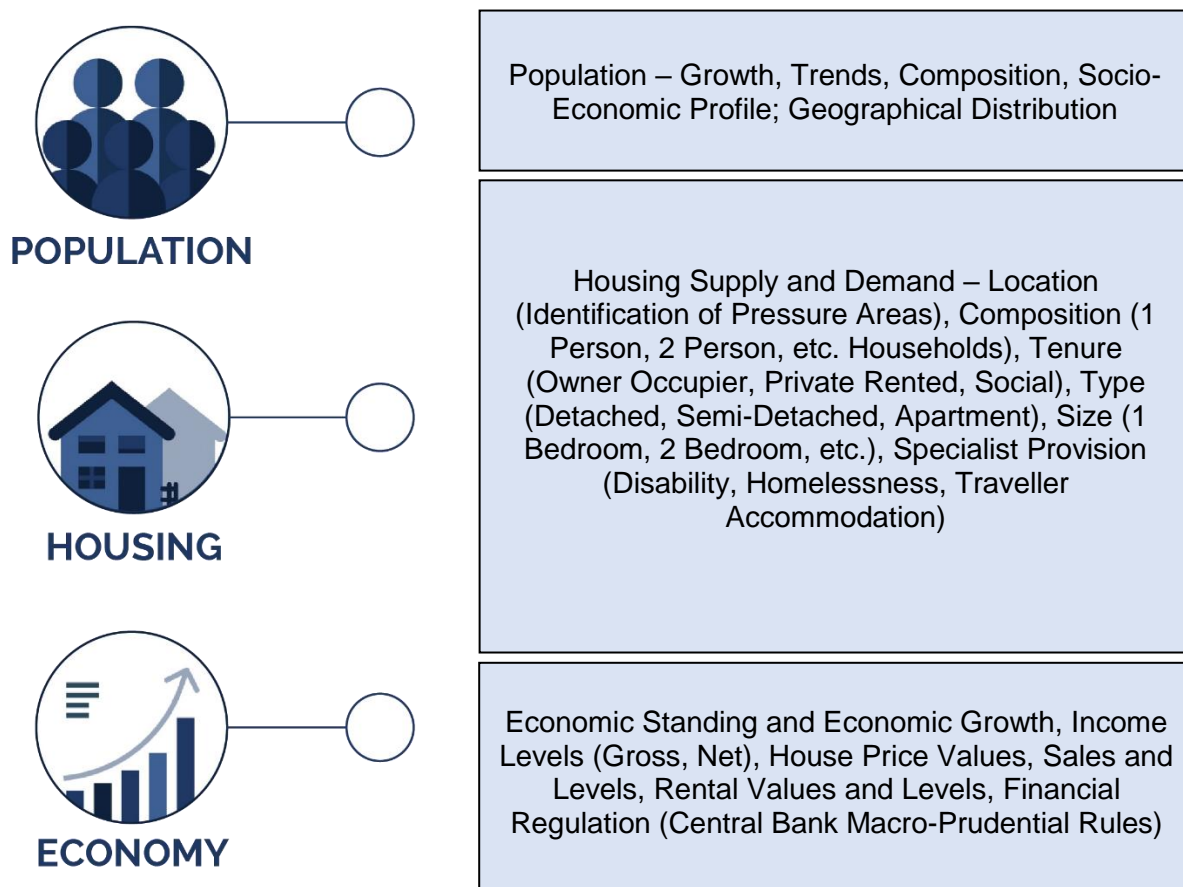 POPULATION
Population – Growth, Trends, Composition, Socio-
Economic Profile; Geographical Distribution
HOUSING
Housing Supply and Demand – Location
(Identification of Pressure Areas), Composition (1
Person, 2 Person, etc. Households), Tenure
(Owner Occupier, Private Rented, Social), Type
(Detached, Semi-Detached, Apartment), Size (1
Bedroom, 2 Bedroom, etc.), Specialist Provision
(Disability, Homelessness, Traveller
Accommodation)
ECONOMY
Economic Standing and Economic Growth, Income
Levels (Gross, Net), House Price Values, Sales and
Levels, Rental Values and Levels, Financial
Regulation (Central Bank Macro-Prudential Rules)